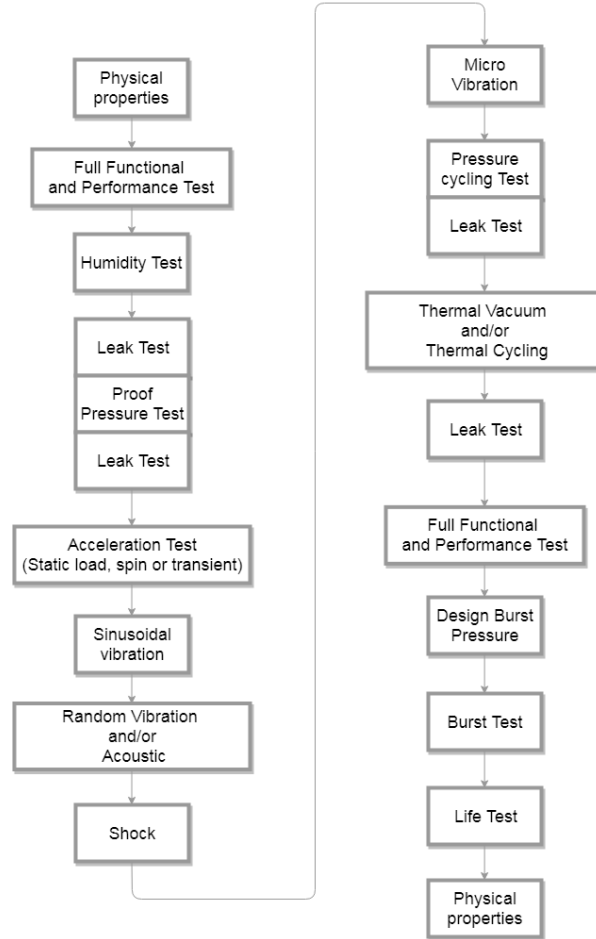 Physical
properties
Full Functional
and Performance Test
Humidity Test
Leak Test
Proof
Pressure Test
Leak Test
Acceleration Test
(Static load, spin or transient)
Sinusoidal
vibration
Random Vibration
and/or
Acoustic
Shock
Micro
Vibration
Pressure
cycling Test
Leak Test
Thermal Vacuum
and/or
Thermal Cycling
Leak Test
Full Functional
and Performance Test
Design Burst
Pressure
Burst Test
Life Test
Physical
properties